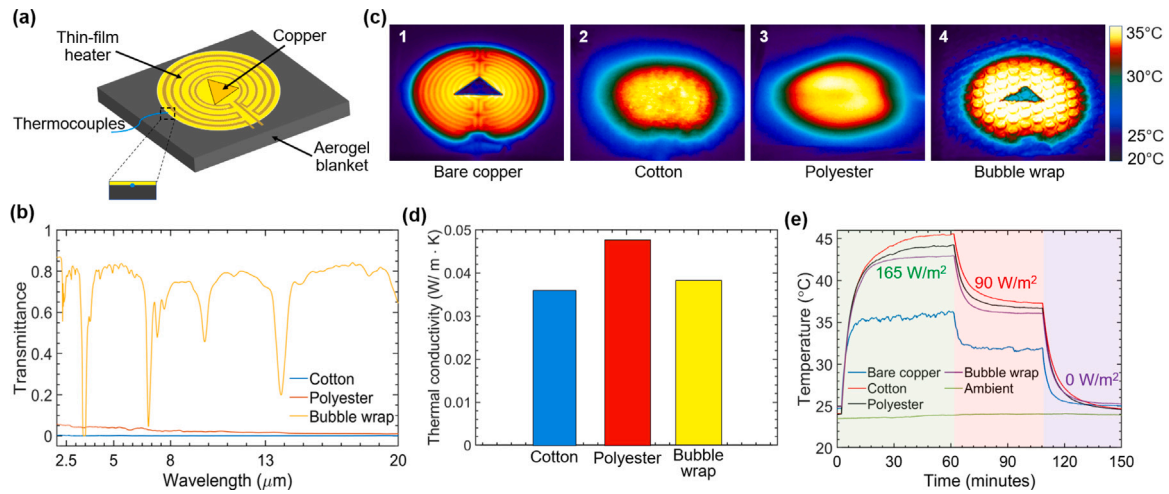 (a)
Thin-film
heater
Copper
Thermocouples
Aerogel
blanket
(c)
1
2
3
4
35°C
30°C
25°C
20°C
Bare copper
Cotton
Polyester
Bubble wrap
(b)
Transmittance
1
0.8
0.6
0.4
0.2
0
Cotton
Polyester
Bubble wrap
2.5
5
8
13
20
Wavelength (μm)
(d)
Thermal conductivity (W/ m · K)
0.05
0.04
0.03
0.02
0.01
0
Cotton
Polyester
Bubble
wrap
(e)
Temperature (°C)
45
40
35
30
25
20
165 W/m²
90 W/m²
0 W/m²
Bare copper
Cotton
Polyester
Bubble wrap
Ambient
0
30
60
90
120
150
Time (minutes)